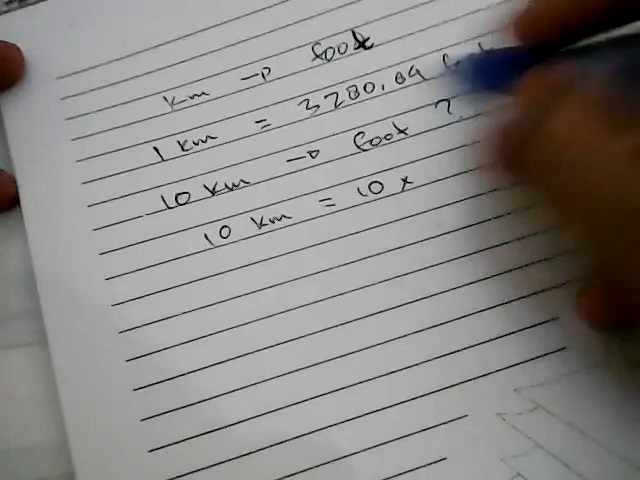 km → foot
1 km = 3280.84
10 km → foot ?
10 km = 10 x